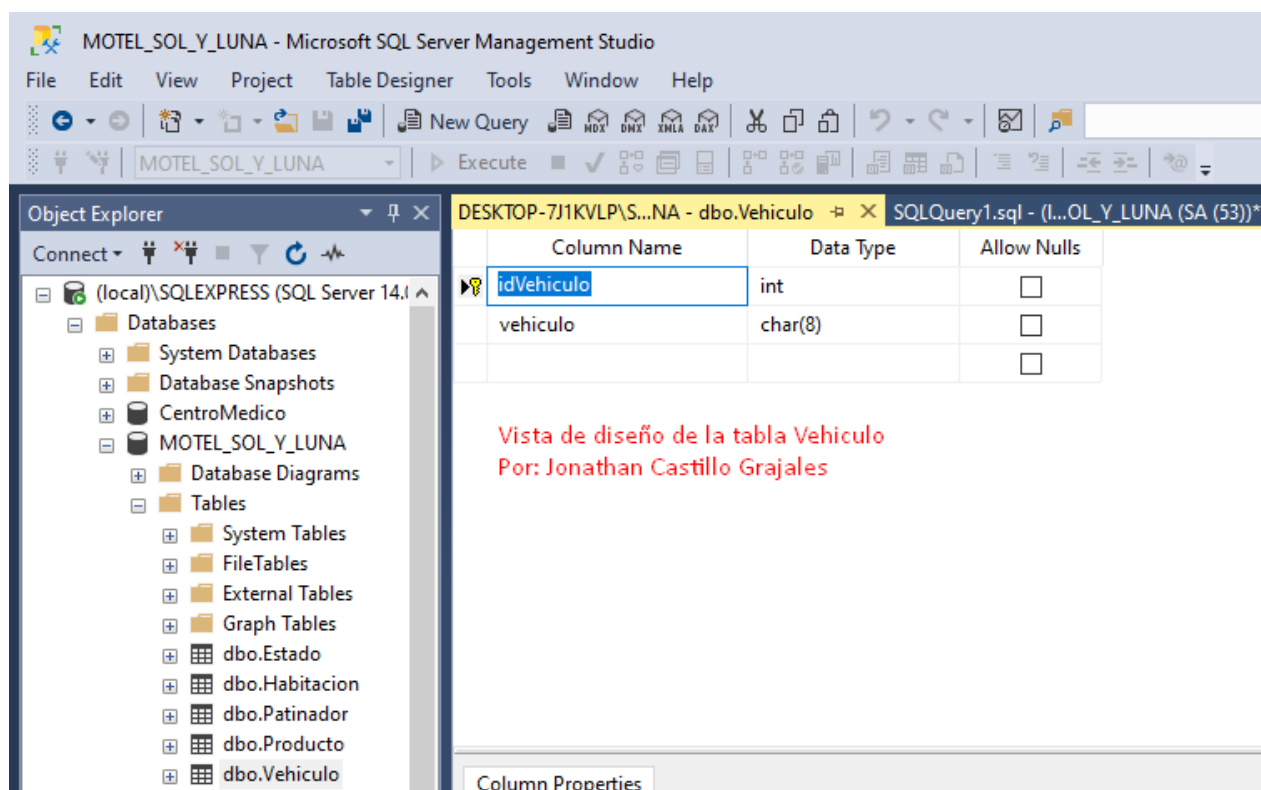 MOTEL_SOL_Y_LUNA - Microsoft SQL Server Management Studio
File Edit View Project Table Designer Tools Window Help
New Query MDX DMX XMLA DAX
MOTEL_SOL_Y_LUNA Execute
Object Explorer
DESKTOP-7J1KVLP\S...NA - dbo.Vehiculo
SQLQuery1.sql - (l...OL_Y_LUNA (SA (53))*
Connect
(local)\SQLEXPRESS (SQL Server 14.
Databases
System Databases
Database Snapshots
CentroMedico
MOTEL_SOL_Y_LUNA
Database Diagrams
Tables
System Tables
FileTables
External Tables
Graph Tables
dbo.Estado
dbo.Habitacion
dbo.Patinador
dbo.Producto
dbo.Vehiculo
Column Name Data Type Allow Nulls
idVehiculo int
vehiculo char(8)
Vista de diseño de la tabla Vehiculo
Por: Jonathan Castillo Grajales
Column Properties